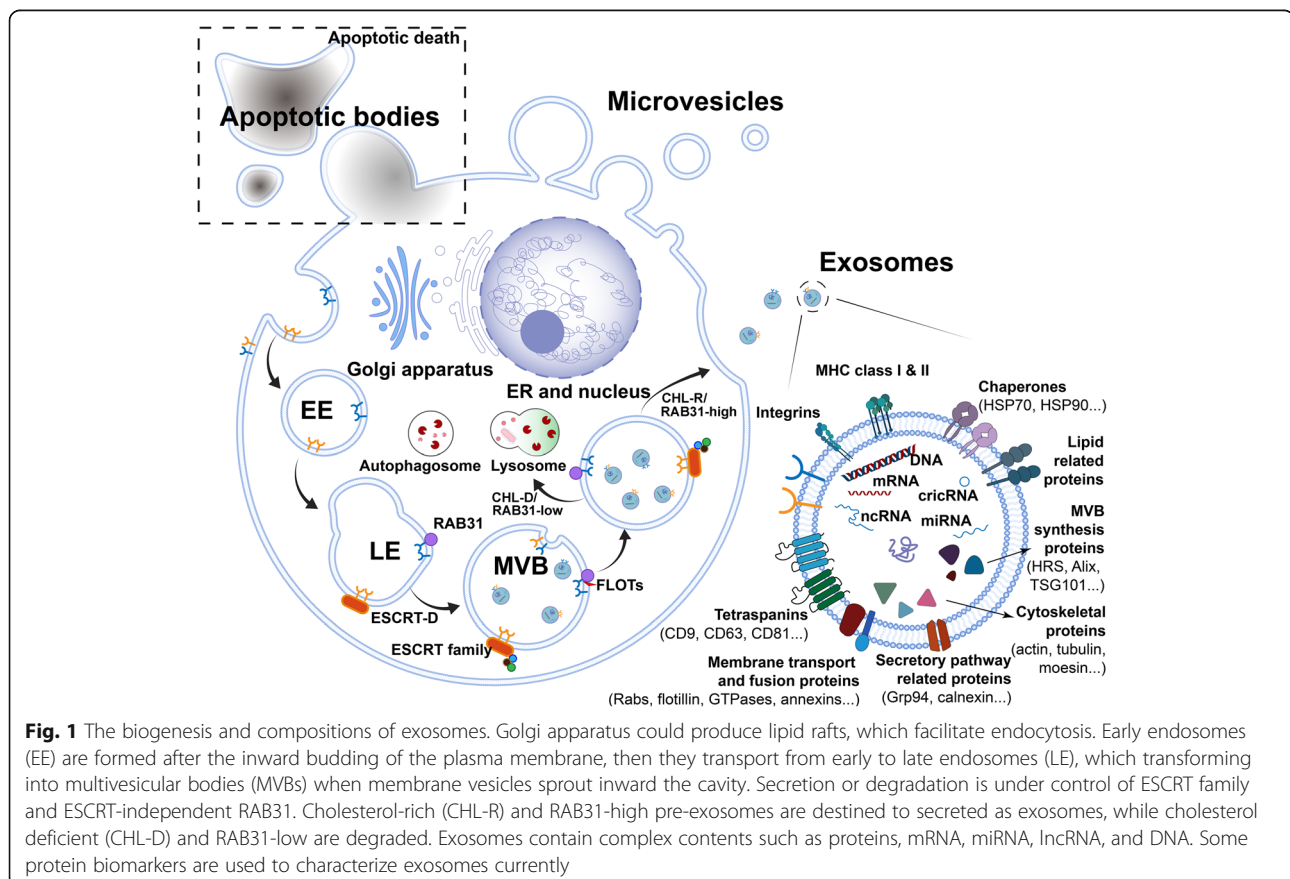 Apoptotic death
Apoptotic bodies
Microvesicles
Exosomes
Golgi apparatus
ER and nucleus
EE
Autophagosome
Lysosome
CHL-R/
RAB31-high
CHL-D/
RAB31-low
RAB31
LE
MVB
FLOTs
ESCRT-D
ESCRT family
MHC class I & II
Integrins
Chaperones
(HSP70, HSP90...)
Lipid
related
proteins
DNA
mRNA
cricRNA
ncRNA
miRNA
MVB
synthesis
proteins
(HRS, Alix,
TSG101...)
Cytoskeletal
proteins
(actin, tubulin,
moesin...)
Tetraspanins
(CD9, CD63, CD81...)
Membrane transport
and fusion proteins
(Rabs, flotillin, GTPases, annexins...)
Secretory pathway
related proteins
(Grp94, calnexin...)
Fig. 1 The biogenesis and compositions of exosomes. Golgi apparatus could produce lipid rafts, which facilitate endocytosis. Early endosomes
(EE) are formed after the inward budding of the plasma membrane, then they transport from early to late endosomes (LE), which transforming
into multivesicular bodies (MVBs) when membrane vesicles sprout inward the cavity. Secretion or degradation is under control of ESCRT family
and ESCRT-independent RAB31. Cholesterol-rich (CHL-R) and RAB31-high pre-exosomes are destined to secreted as exosomes, while cholesterol
deficient (CHL-D) and RAB31-low are degraded. Exosomes contain complex contents such as proteins, mRNA, miRNA, lncRNA, and DNA. Some
protein biomarkers are used to characterize exosomes currently